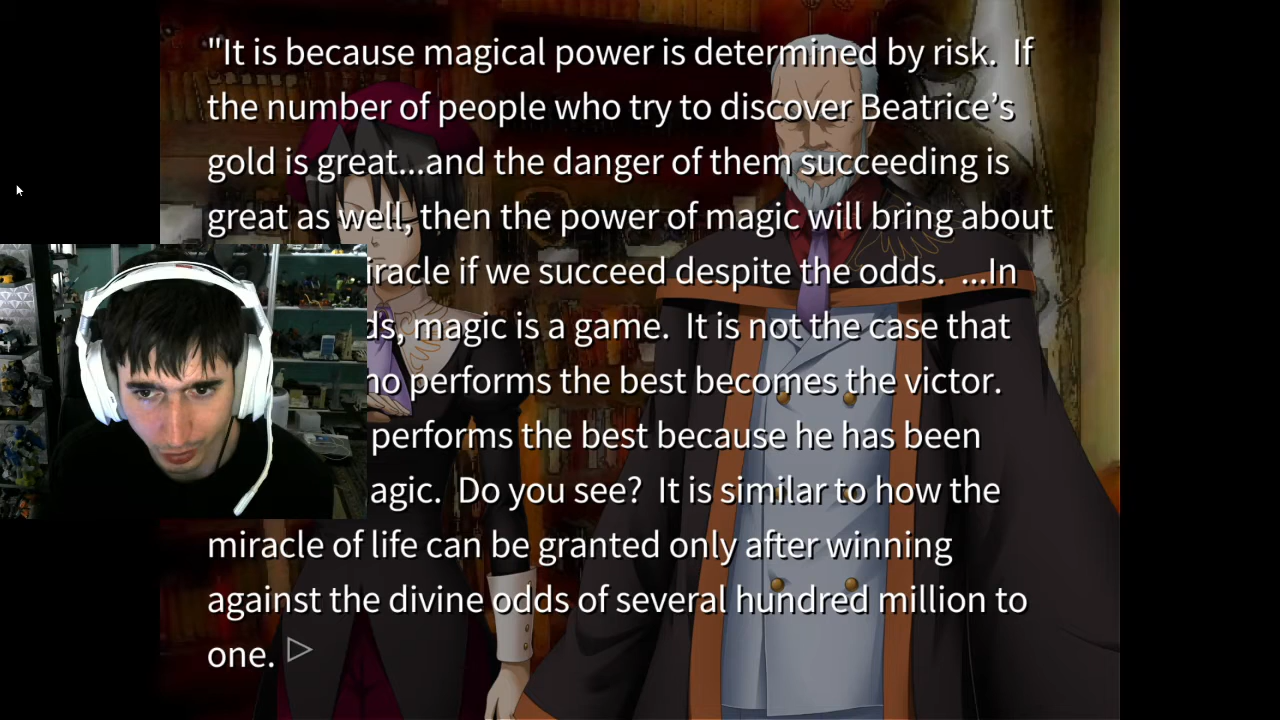 "It is because magical power is determined by risk.  If
the number of people who try to discover Beatrice's
gold is great...and the danger of them succeeding is
great as well, then the power of magic will bring about
if we succeed despite the odds.  ...In
magic is a game.  It is not the case that
performs the best becomes the victor.
performs the best because he has been
Do you see?  It is similar to how the
miracle of life can be granted only after winning
against the divine odds of several hundred million to
one.